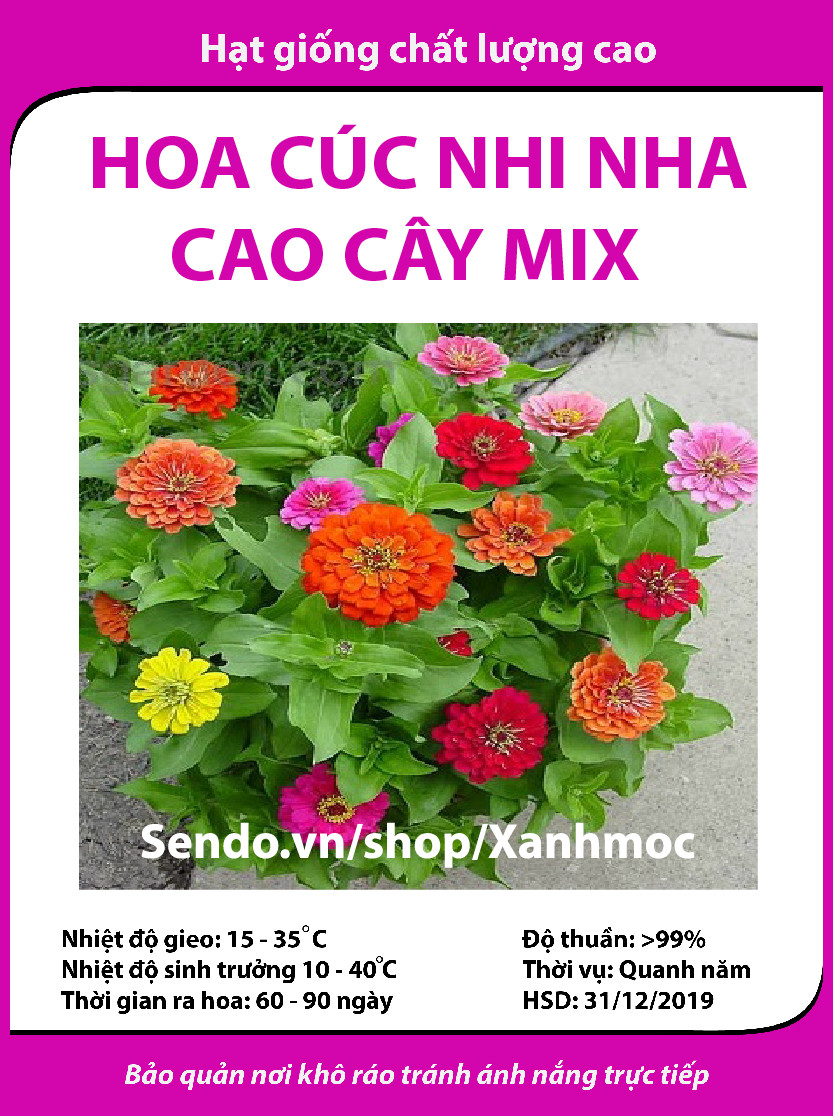 Hạt giống chất lượng cao
HOA CÚC NHI NHA
CAO CÂY MIX
Sendo.vn/shop/Xanhmoc
Nhiệt độ gieo: 15 - 35°C
Nhiệt độ sinh trưởng 10 - 40°C
Thời gian ra hoa: 60 - 90 ngày
Độ thuần: >99%
Thời vụ: Quanh năm
HSD: 31/12/2019
Bảo quản nơi khô ráo tránh ánh nắng trực tiếp